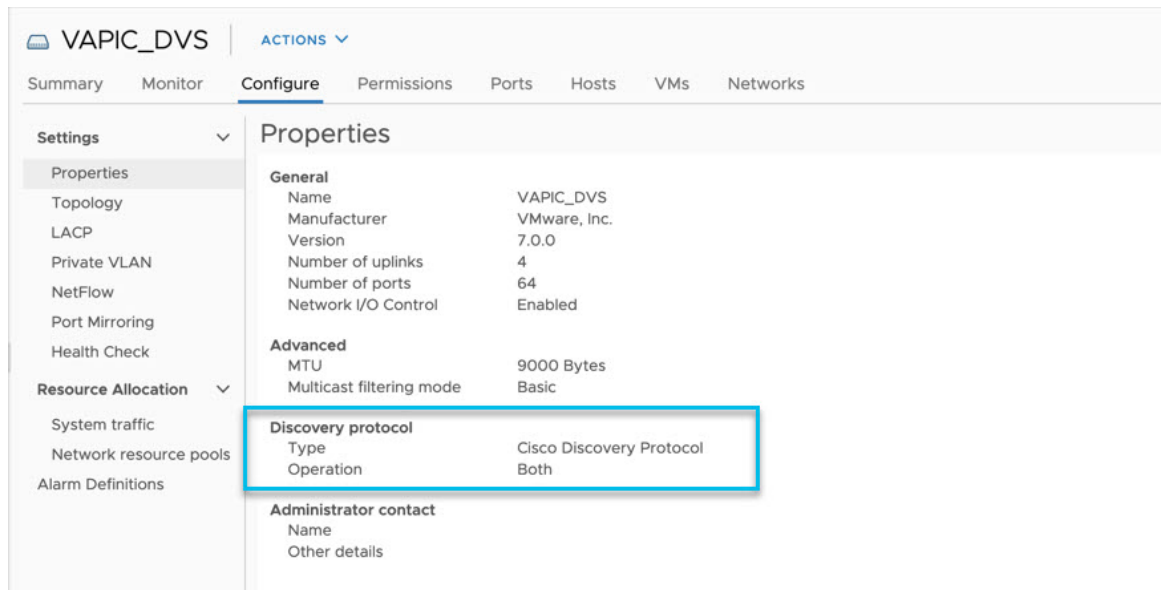 VAPIC_DVS
ACTIONS
Summary Monitor Configure Permissions Ports Hosts VMs Networks
Settings
Properties
Topology
LACP
Private VLAN
NetFlow
Port Mirroring
Health Check
Resource Allocation
System traffic
Network resource pools
Alarm Definitions
Properties
General
Name VAPIC_DVS
Manufacturer VMware, Inc.
Version 7.0.0
Number of uplinks 4
Number of ports 64
Network I/O Control Enabled
Advanced
MTU 9000 Bytes
Multicast filtering mode Basic
Discovery protocol
Type Cisco Discovery Protocol
Operation Both
Administrator contact
Name
Other details